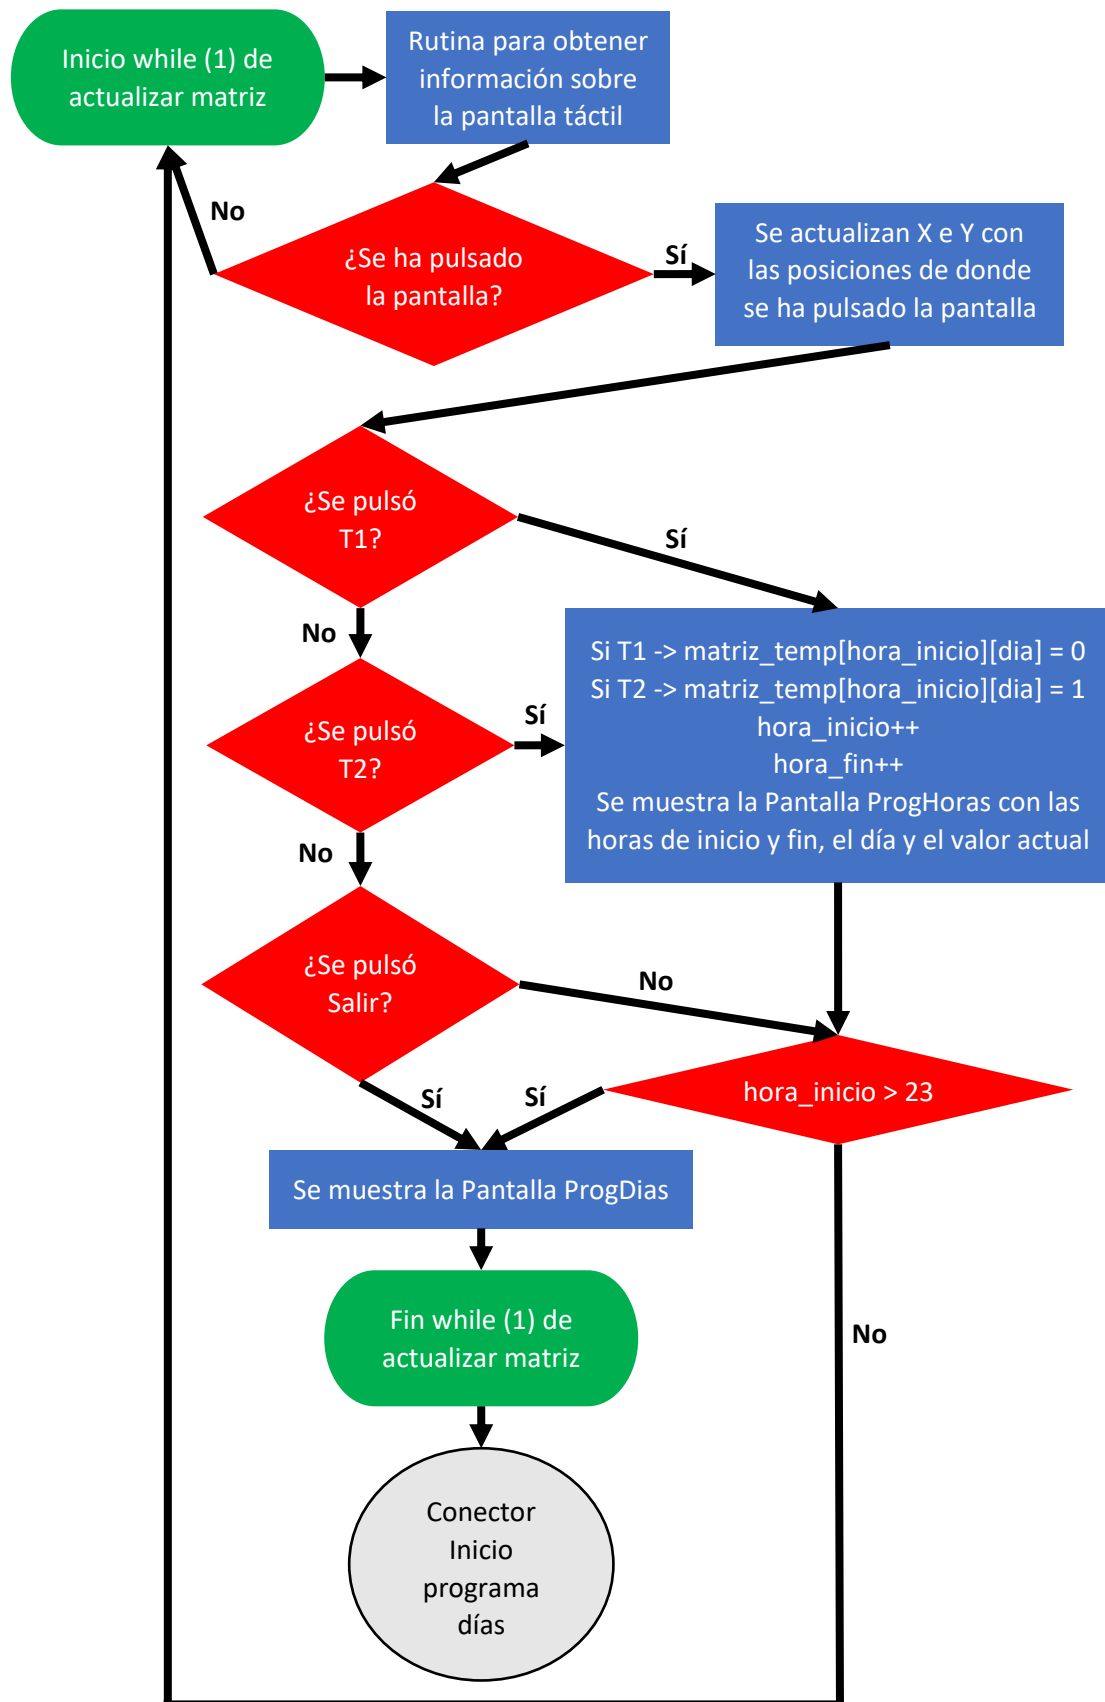 Inicio while (1) de
actualizar matriz
Rutina para obtener
información sobre
la pantalla táctil
No
¿Se ha pulsado
la pantalla?
Sí
Se actualizan X e Y con
las posiciones de donde
se ha pulsado la pantalla
¿Se pulsó
T1?
Sí
No
¿Se pulsó
T2?
Sí
Si T1 -> matriz_temp[hora_inicio][dia] = 0
Si T2 -> matriz_temp[hora_inicio][dia] = 1
hora_inicio++
hora_fin++
Se muestra la Pantalla ProgHoras con las
horas de inicio y fin, el día y el valor actual
No
¿Se pulsó
Salir?
No
hora_inicio > 23
Sí
Sí
Se muestra la Pantalla ProgDias
Fin while (1) de
actualizar matriz
No
Conector
Inicio
programa
días